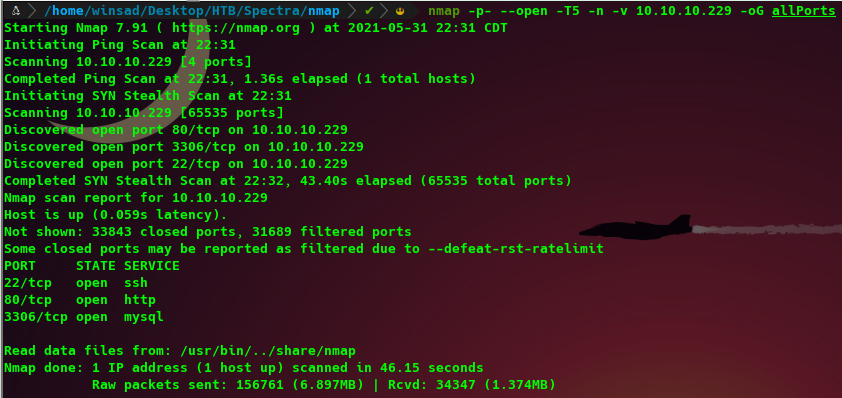 /home/winsad/Desktop/HTB/Spectra/nmap > ✔ > nmap -p- --open -T5 -n -v 10.10.10.229 -oG allPorts
Starting Nmap 7.91 ( https://nmap.org ) at 2021-05-31 22:31 CDT
Initiating Ping Scan at 22:31
Scanning 10.10.10.229 [4 ports]
Completed Ping Scan at 22:31, 1.36s elapsed (1 total hosts)
Initiating SYN Stealth Scan at 22:31
Scanning 10.10.10.229 [65535 ports]
Discovered open port 80/tcp on 10.10.10.229
Discovered open port 3306/tcp on 10.10.10.229
Discovered open port 22/tcp on 10.10.10.229
Completed SYN Stealth Scan at 22:32, 43.40s elapsed (65535 total ports)
Nmap scan report for 10.10.10.229
Host is up (0.059s latency).
Not shown: 33843 closed ports, 31689 filtered ports
Some closed ports may be reported as filtered due to --defeat-rst-ratelimit
PORT     STATE SERVICE
22/tcp   open  ssh
80/tcp   open  http
3306/tcp open  mysql
Read data files from: /usr/bin/../share/nmap
Nmap done: 1 IP address (1 host up) scanned in 46.15 seconds
Raw packets sent: 156761 (6.897MB) | Rcvd: 34347 (1.374MB)